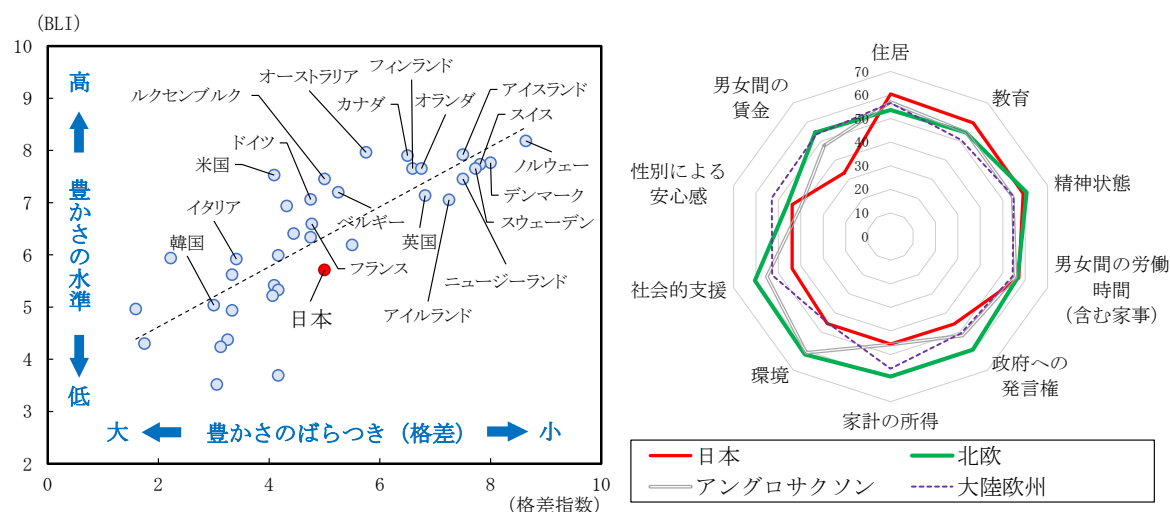 (BLI)
10
9
8
7
6
5
4
3
2
0
2
4
6
8
10
(格差指数)
高
豊かさの水準
低
大
豊かさのばらつき（格差）
小
オーストラリア
フィンランド
ルクセンブルク
カナダ
オランダ
アイスランド
スイス
ドイツ
米国
ノルウェー
イタリア
デンマーク
韓国
ベルギー
英国
スウェーデン
フランス
ニュージーランド
日本
アイルランド
住居
男女間の
賃金
教育
性別による
安心感
精神状態
社会的支援
男女間の労働
時間
（含む家事）
環境
政府への
発言権
家計の所得
70
60
50
40
30
20
10
0
日本
北欧
アングロサクソン
大陸欧州